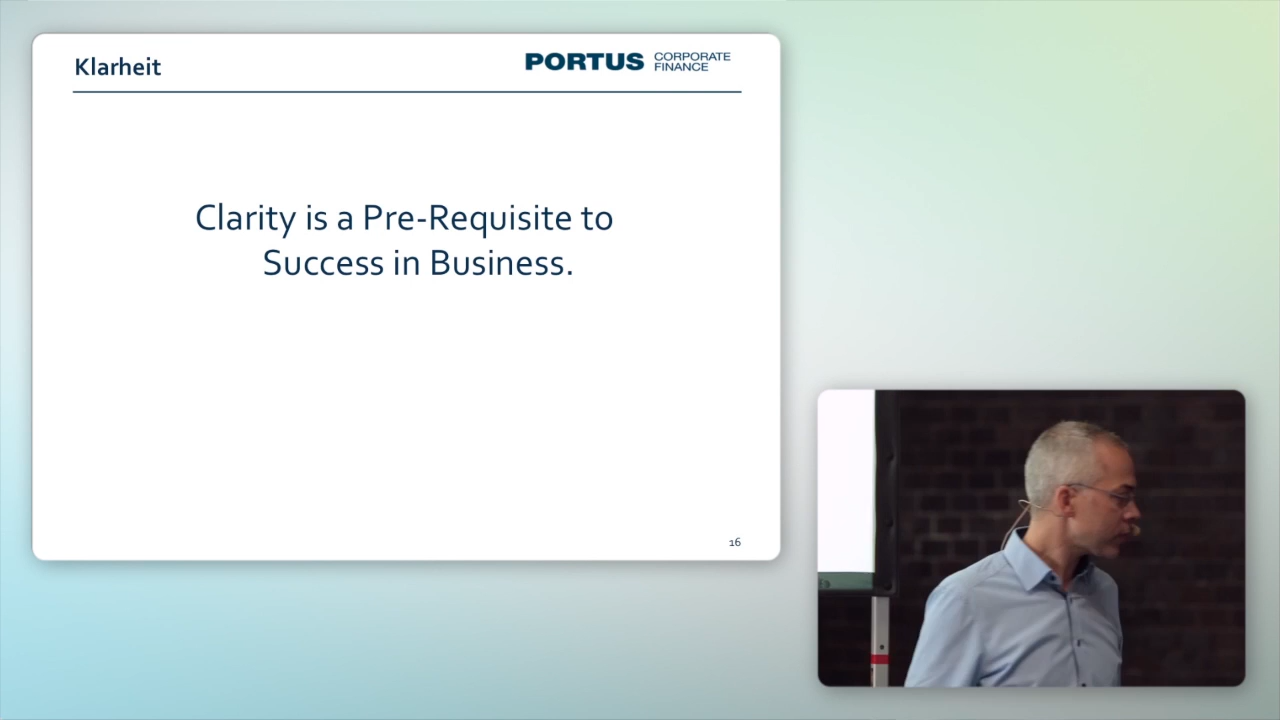 Klarheit
PORTUS CORPORATE
FINANCE
Clarity is a Pre-Requisite to
Success in Business.
16